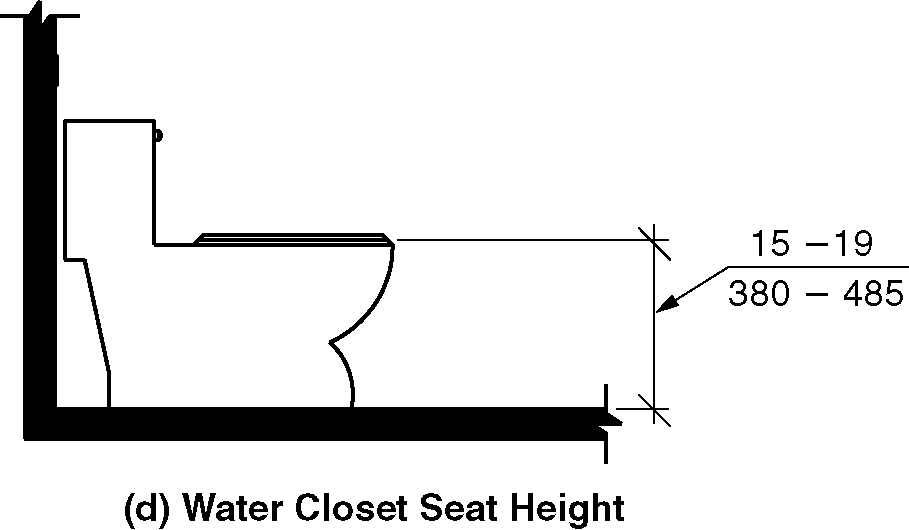 15 –19
380 – 485
(d) Water Closet Seat Height